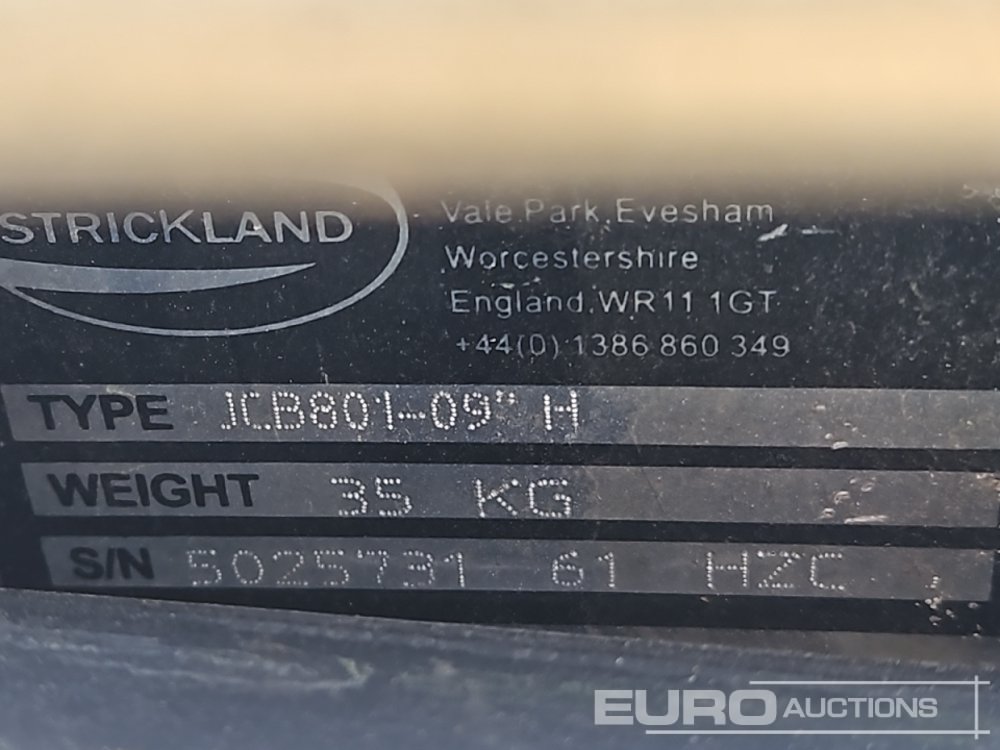 STRICKLAND
Vale Park, Evesham
Worcestershire
England, WR11 1GT
+44(0) 1386 860 349
TYPE JCB801-09" H
WEIGHT 35 KG
S/N 5025731 61 HZC
EURO AUCTIONS